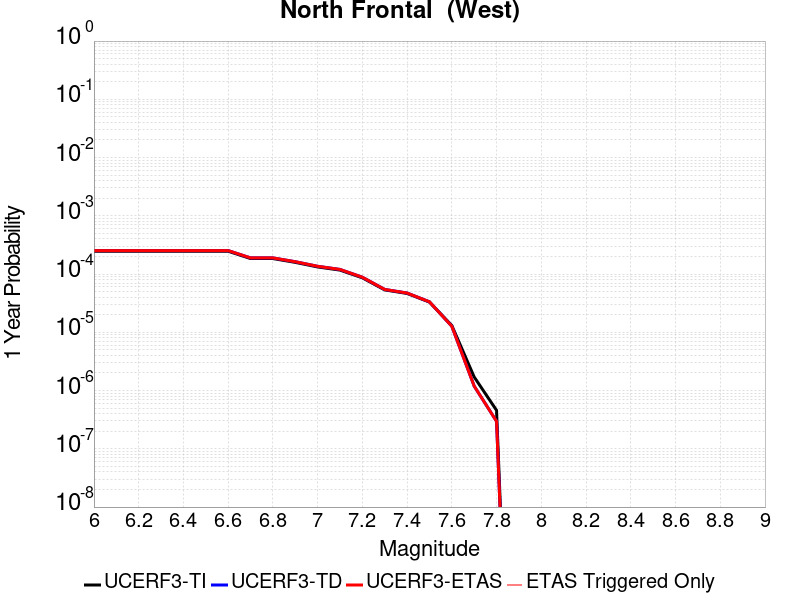 North Frontal  (West)
10^0
10^-1
10^-2
10^-3
10^-4
10^-5
10^-6
10^-7
10^-8
1 Year Probability
6 6.2 6.4 6.6 6.8 7 7.2 7.4 7.6 7.8 8 8.2 8.4 8.6 8.8 9
Magnitude
UCERF3-TI UCERF3-TD UCERF3-ETAS ETAS Triggered Only